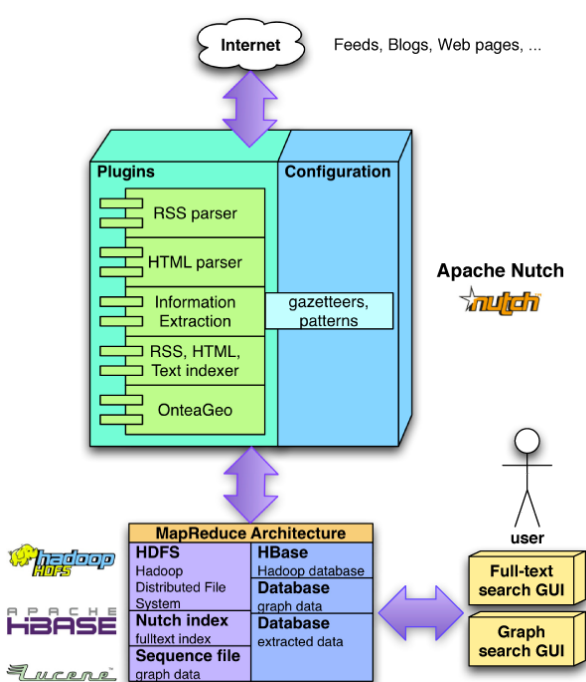 Internet
Feeds, Blogs, Web pages, ...
Plugins
Configuration
RSS parser
HTML parser
Information
Extraction
gazetteers,
patterns
RSS, HTML,
Text indexer
OnteaGeo
Apache Nutch
nutch
user
Full-text
search GUI
Graph
search GUI
MapReduce Architecture
HDFS
Hadoop
Distributed File
System
Nutch index
fulltext index
Sequence file
graph data
HBase
Hadoop database
Database
graph data
Database
extracted data
hadoop
HDFS
APACHE
HBASE
Lucene